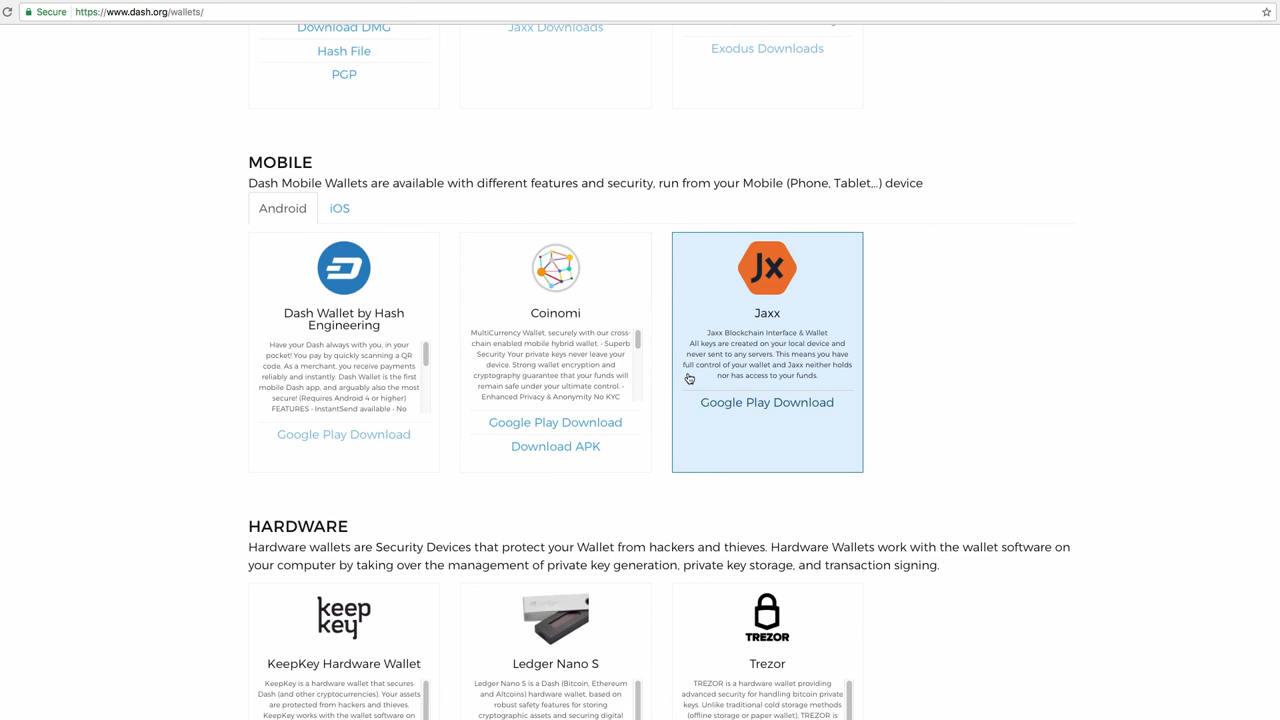 Secure https://www.dash.org/wallets/
Download DMG
Hash File
PGP
Jaxx Downloads
Exodus Downloads
MOBILE
Dash Mobile Wallets are available with different features and security, run from your Mobile (Phone, Tablet,..) device
Android
iOS
Dash Wallet by Hash
Engineering
Have your Dash always with you, in your
pocket! You pay by quickly scanning a QR
code. As a merchant, you receive payments
reliably and instantly. Dash Wallet is the first
mobile Dash app, and arguably also the most
secure! (Requires Android 4 or higher)
FEATURES - InstantSend available - No
Google Play Download
Coinomi
MultiCurrency Wallet, securely with our cross-
chain enabled mobile hybrid wallet. - Superb
Security Your private keys never leave your
device. Strong wallet encryption and
cryptography guarantee that your funds will
remain safe under your ultimate control. -
Enhanced Privacy & Anonymity No KYC
Google Play Download
Download APK
Jx
Jaxx
Jaxx Blockchain Interface & Wallet
All keys are created on your local device and
never sent to any servers. This means you have
full control of your wallet and Jaxx neither holds
nor has access to your funds.
Google Play Download
HARDWARE
Hardware wallets are Security Devices that protect your Wallet from hackers and thieves. Hardware Wallets work with the wallet software on
your computer by taking over the management of private key generation, private key storage, and transaction signing.
keep
key
KeepKey Hardware Wallet
KeepKey is a hardware wallet that secures
Dash (and other cryptocurrencies). Your assets
are protected from hackers and thieves.
KeepKey works with the wallet software on
Ledger Nano S
Ledger Nano S is a Dash (Bitcoin, Ethereum
and Altcoins) hardware wallet, based on
robust safety features for storing
cryptographic assets and securing digital
TREZOR
Trezor
TREZOR is a hardware wallet providing
advanced security for handling bitcoin private
keys. Unlike traditional cold storage methods
(offline storage or paper wallet), TREZOR is